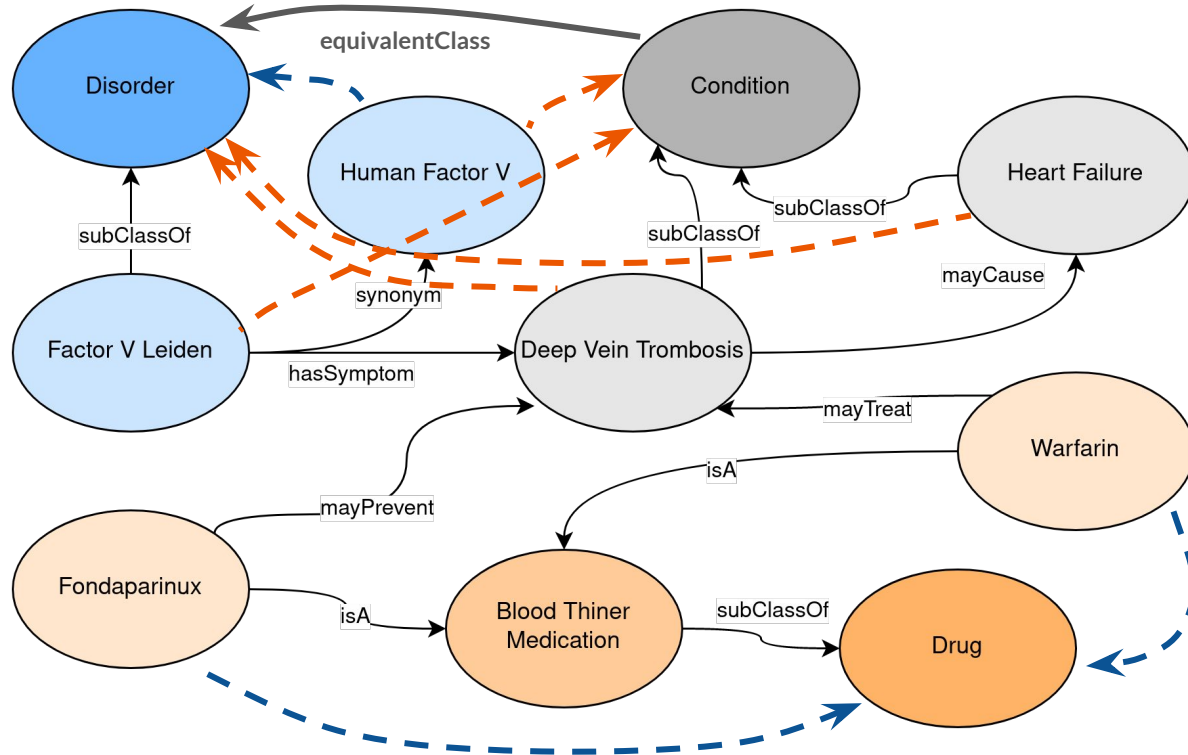 equivalentClass
Disorder
Condition
Human Factor V
Heart Failure
subClassOf
subClassOf
subClassOf
mayCause
synonym
Factor V Leiden
Deep Vein Trombosis
hasSymptom
mayTreat
Warfarin
isA
mayPrevent
Fondaparinux
isA
Blood Thiner
Medication
subClassOf
Drug